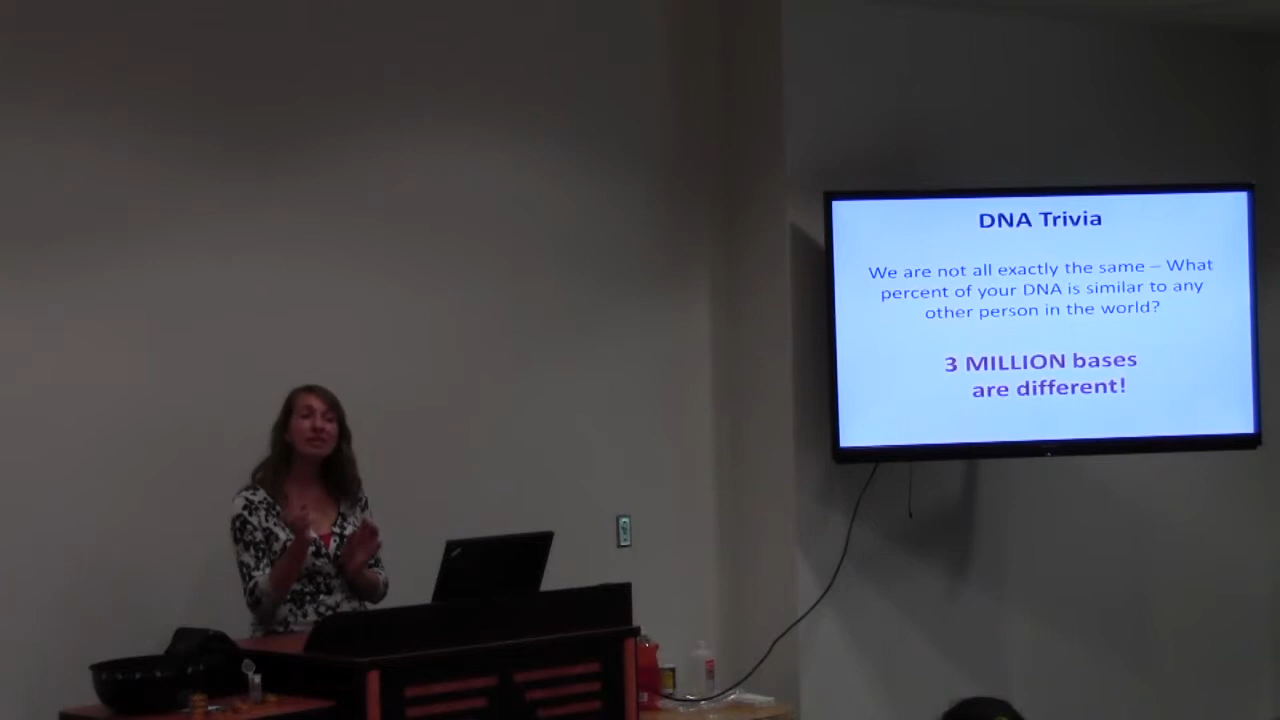 DNA Trivia
We are not all exactly the same – What
percent of your DNA is similar to any
other person in the world?
3 MILLION bases
are different!